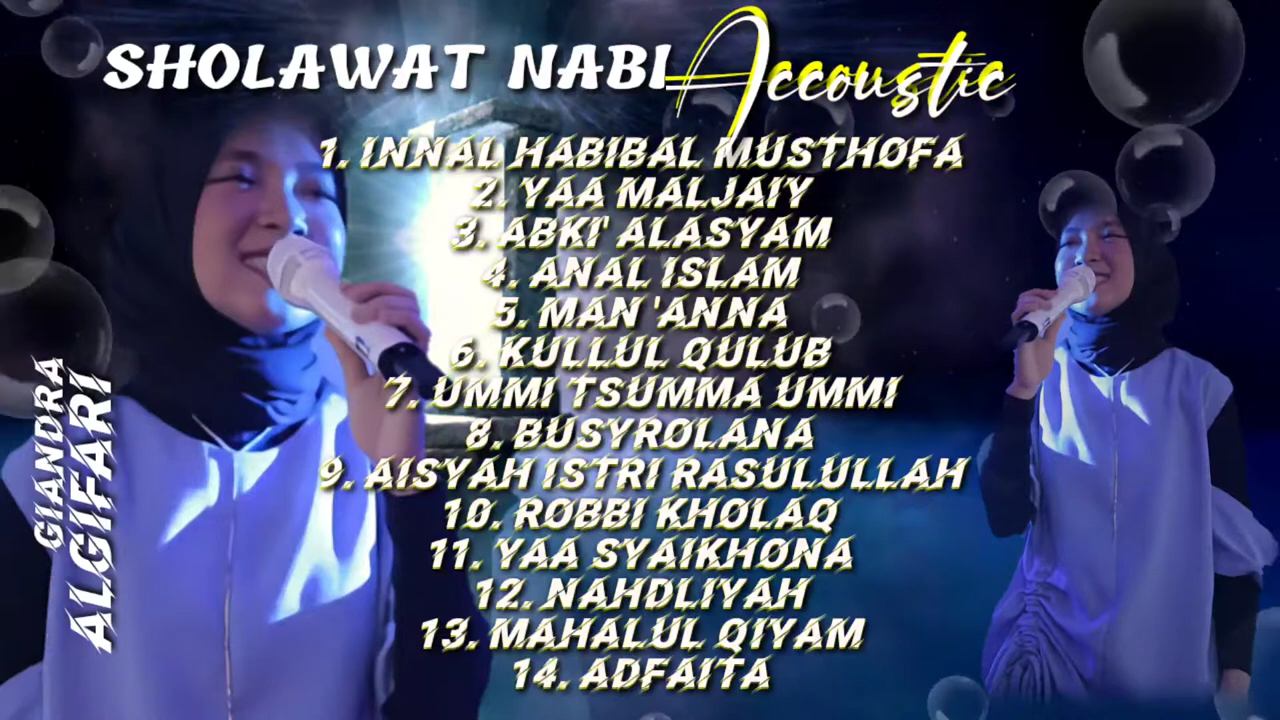 SHOLAWAT NABI Accoustic
1. INNAL HABIBAL MUSTHOFA
2. YAA MALJAIY
3. ABKI' ALASYAM
4. ANAL ISLAM
5. MAN 'ANNA
6. KULLUL QULUB
7. UMMI TSUMMA UMMI
8. BUSYROLANA
9. AISYAH ISTRI RASULULLAH
10. ROBBI KHOLAQ
11. YAA SYAIKHONA
12. NAHDLIYAH
13. MAHALUL QIYAM
14. ADFAITA
GIANDRA
ALGIFARI